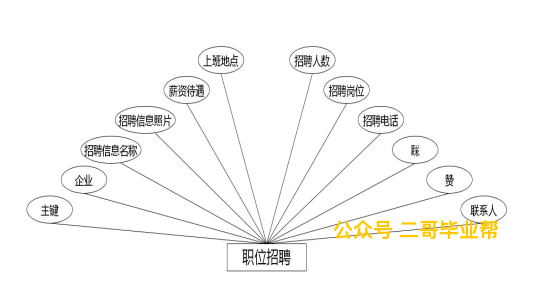 上班地点
招聘人数
薪资待遇
招聘岗位
招聘信息照片
招聘电话
招聘信息名称
踩
企业
赞
主键
联系人
公众号 二哥毕业帮
职位招聘